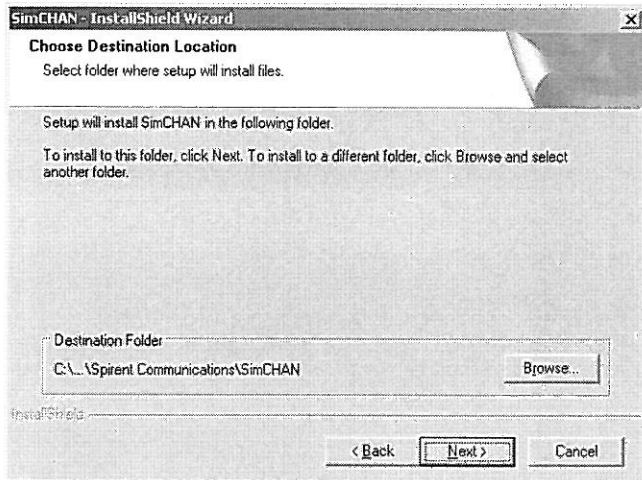 SimCHAN - InstallShield Wizard
Choose Destination Location
Select folder where setup will install files.
Setup will install SimCHAN in the following folder.
To install to this folder, click Next. To install to a different folder, click Browse and select
another folder.
Destination Folder
C:\...\Spirent Communications\SimCHAN
Browse...
InstallShield
< Back
Next >
Cancel